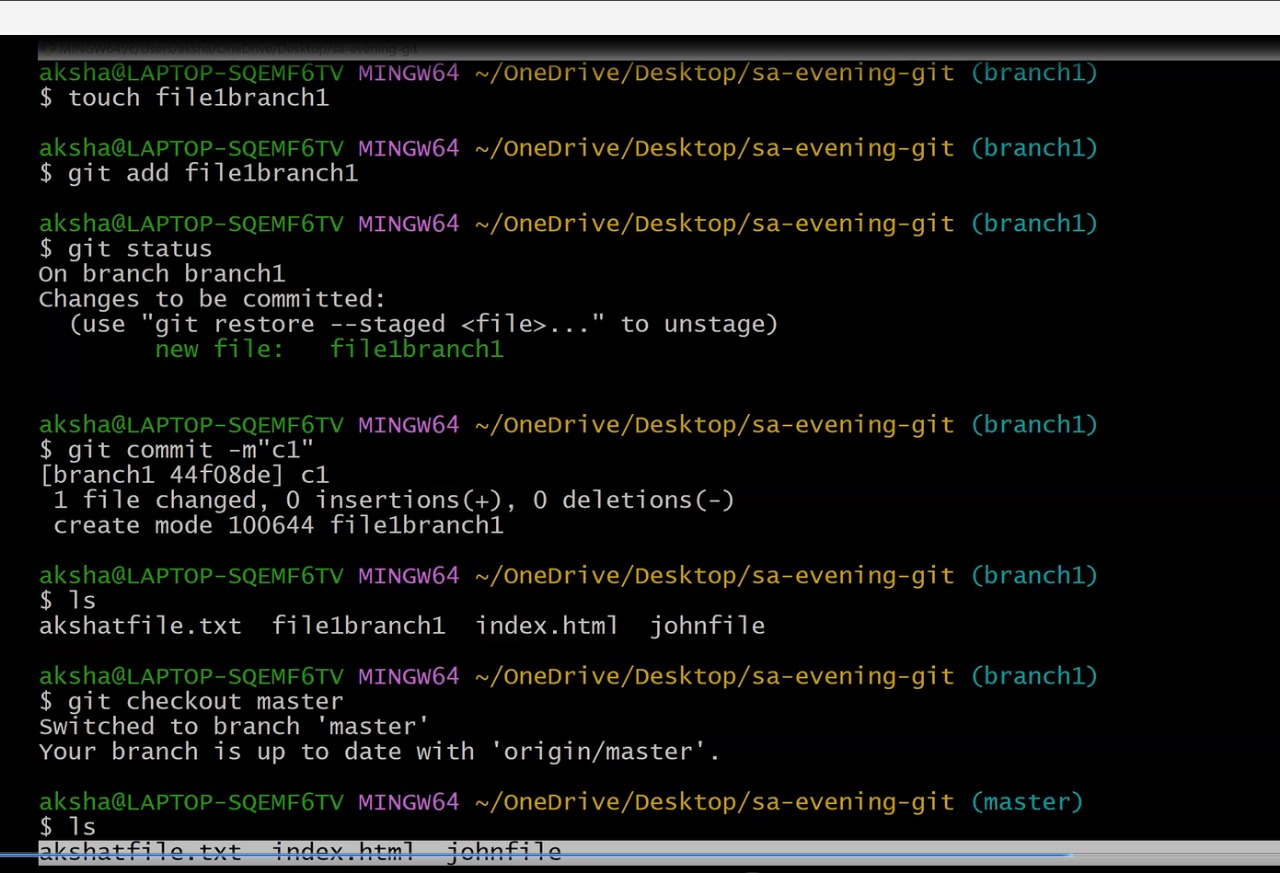 MINGW64:/c/Users/aksha/OneDrive/Desktop/sa-evening-git
aksha@LAPTOP-SQEMF6TV MINGW64 ~/OneDrive/Desktop/sa-evening-git (branch1)
$ touch file1branch1
aksha@LAPTOP-SQEMF6TV MINGW64 ~/OneDrive/Desktop/sa-evening-git (branch1)
$ git add file1branch1
aksha@LAPTOP-SQEMF6TV MINGW64 ~/OneDrive/Desktop/sa-evening-git (branch1)
$ git status
On branch branch1
Changes to be committed:
  (use "git restore --staged <file>..." to unstage)
        new file:   file1branch1
aksha@LAPTOP-SQEMF6TV MINGW64 ~/OneDrive/Desktop/sa-evening-git (branch1)
$ git commit -m"c1"
[branch1 44f08de] c1
 1 file changed, 0 insertions(+), 0 deletions(-)
 create mode 100644 file1branch1
aksha@LAPTOP-SQEMF6TV MINGW64 ~/OneDrive/Desktop/sa-evening-git (branch1)
$ ls
akshatfile.txt  file1branch1  index.html  johnfile
aksha@LAPTOP-SQEMF6TV MINGW64 ~/OneDrive/Desktop/sa-evening-git (branch1)
$ git checkout master
Switched to branch 'master'
Your branch is up to date with 'origin/master'.
aksha@LAPTOP-SQEMF6TV MINGW64 ~/OneDrive/Desktop/sa-evening-git (master)
$ ls
akshatfile.txt  index.html  johnfile